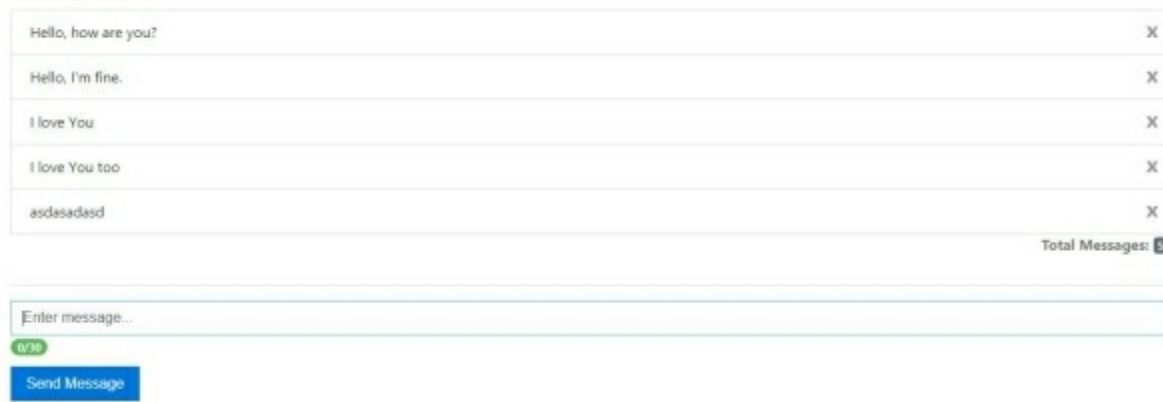 Hello, how are you? X
Hello, I'm fine. X
I love You X
I love You too X
asdasadasd X
Total Messages: 5
Enter message...
0/30
Send Message